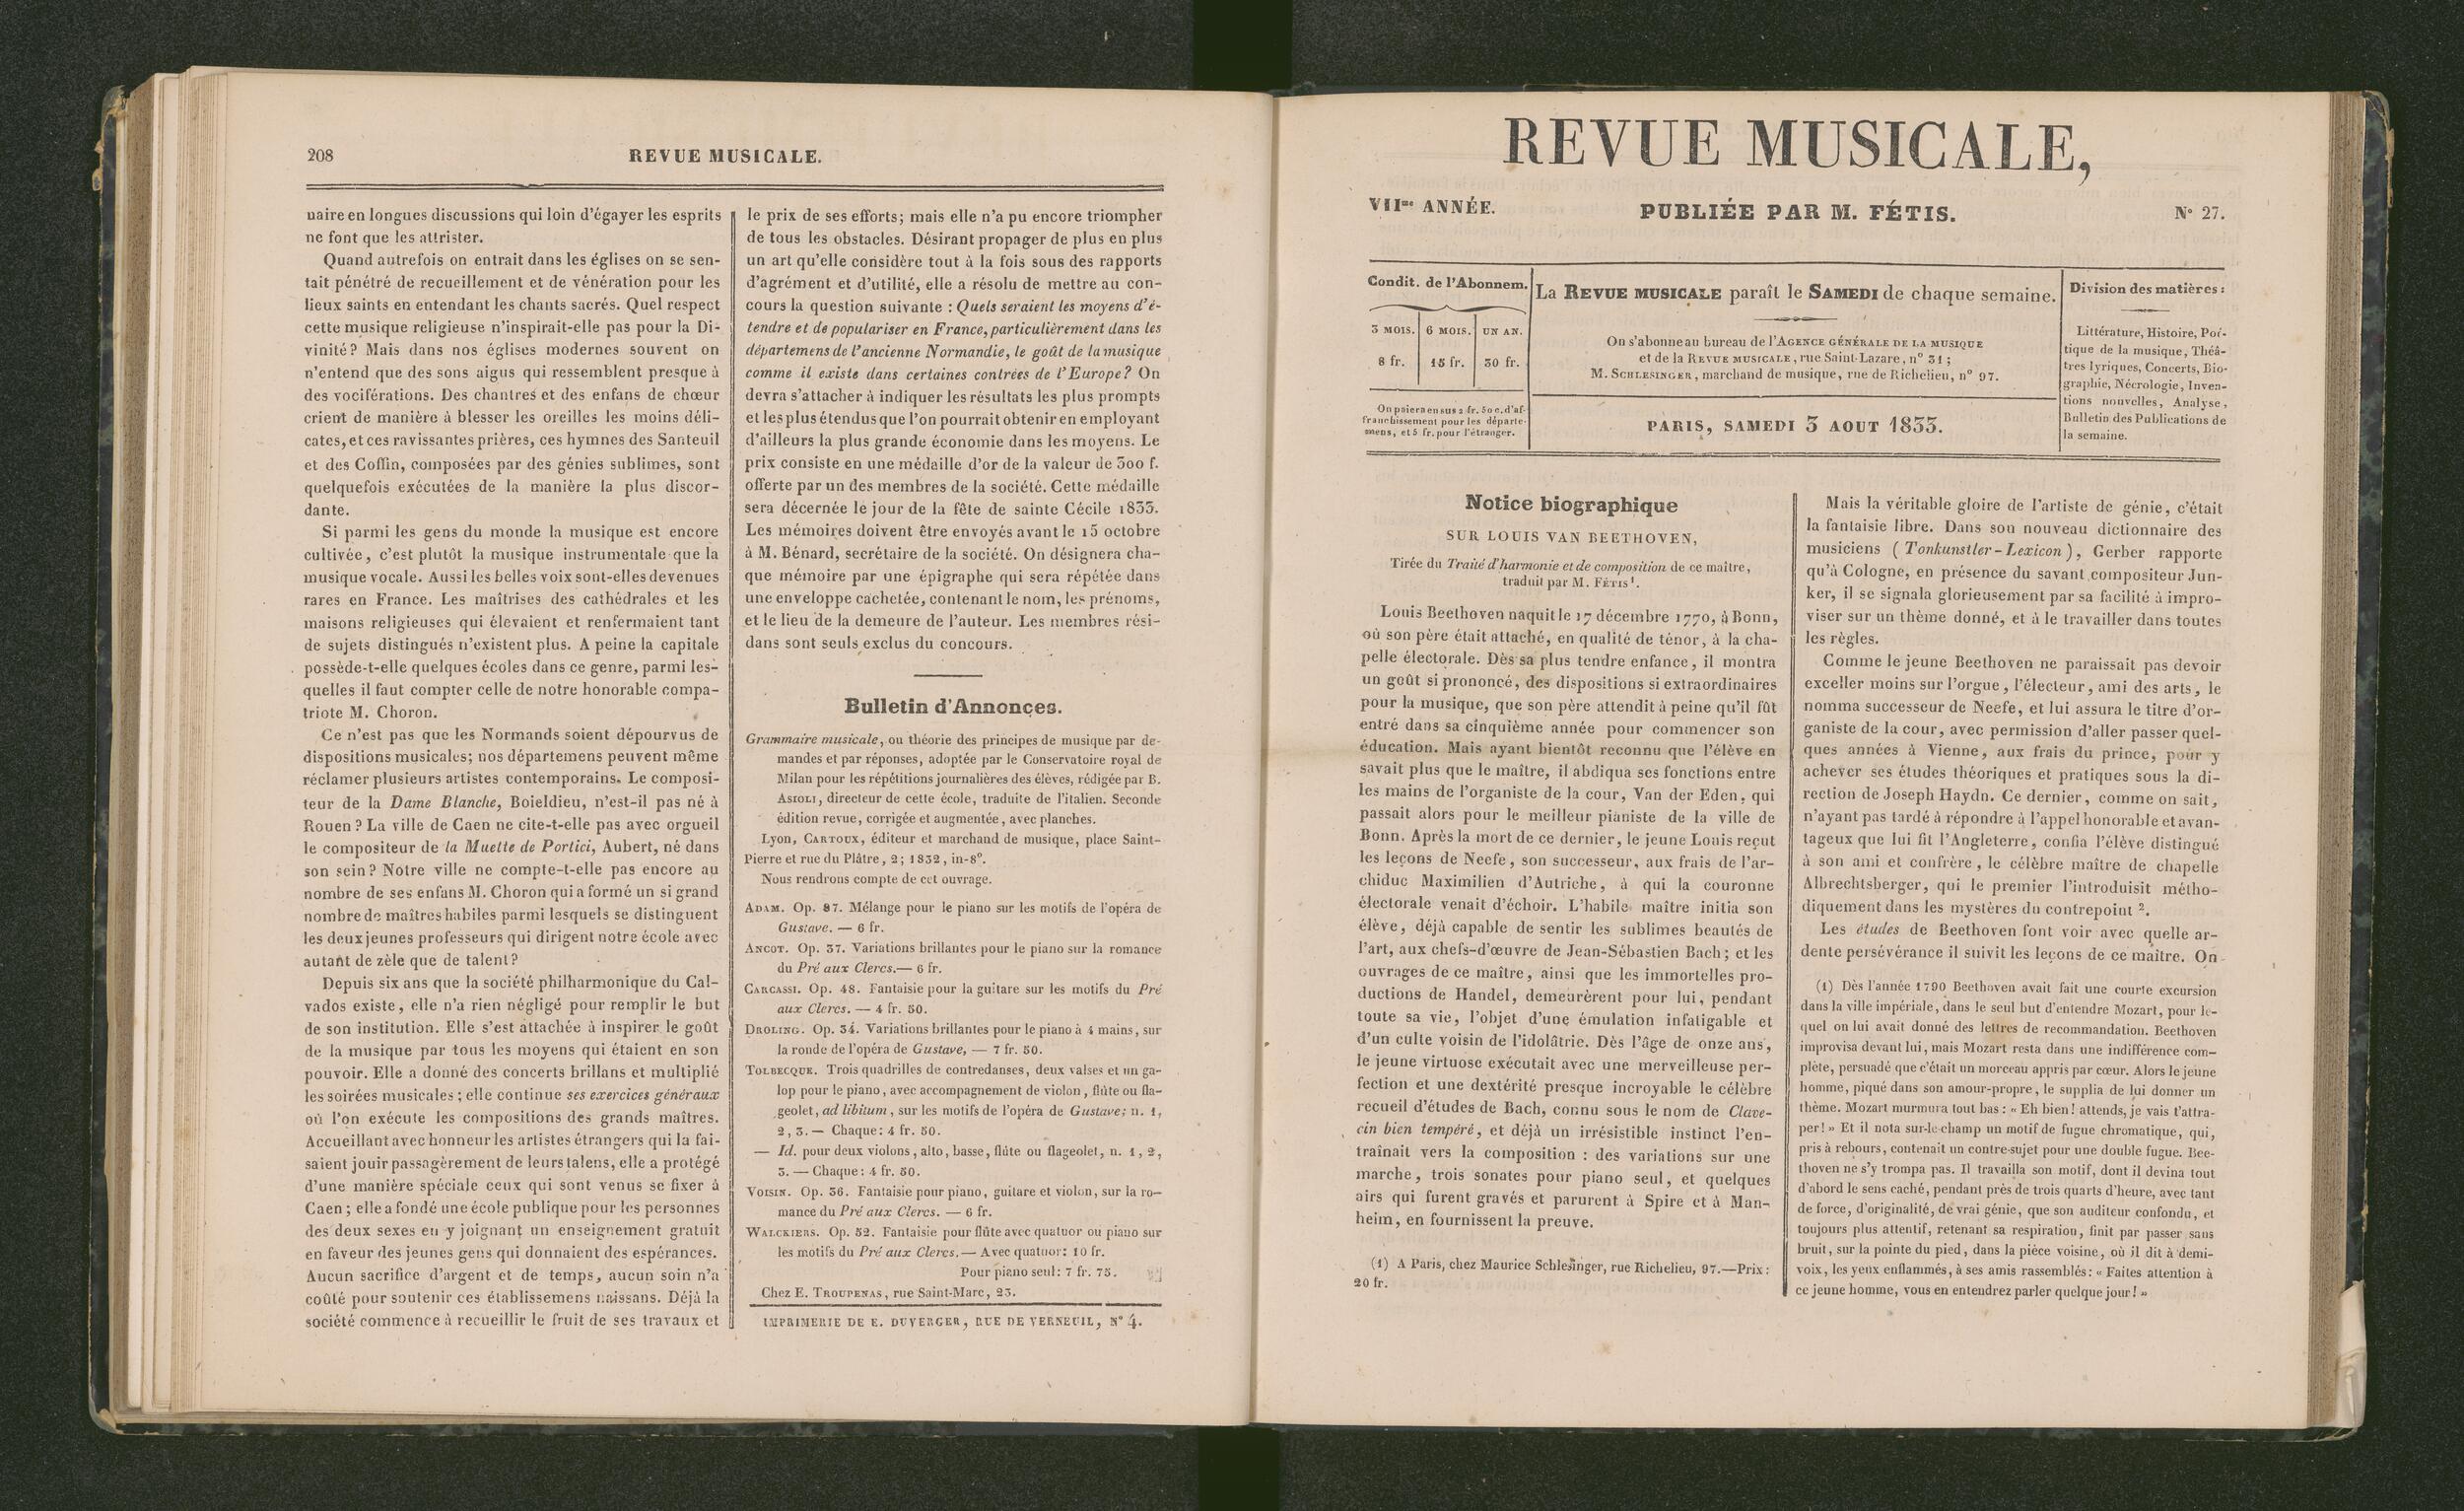 208
REVUE MUSICALE.
naire en longues discussions qui loin d'égayer les esprits
ne font que les attrister.
Quand autrefois on entrait dans les églises on se sen-
tait pénétré de recueillement et de vénération pour les
lieux saints en entendant les chants sacrés. Quel respect
cette musique religieuse n'inspirait-elle pas pour la Di-
vinité? Mais dans nos églises modernes souvent on
n'entend que des sons aigus qui ressemblent presque à
des vociférations. Des chantres et des enfans de chœur
crient de manière à blesser les oreilles les moins déli-
cates, et ces ravissantes prières, ces hymnes des Santeuil
et des Coffin, composées par des génies sublimes, sont
quelquefois exécutées de la manière la plus discor-
dante.
Si parmi les gens du monde la musique est encore
cultivée, c'est plutôt la musique instrumentale que la
musique vocale. Aussi les belles voix sont-elles devenues
rares en France. Les maîtrises des cathédrales et les
maisons religieuses qui élevaient et renfermaient tant
de sujets distingués n'existent plus. A peine la capitale
possède-t-elle quelques écoles dans ce genre, parmi les-
quelles il faut compter celle de notre honorable compa-
triote M. Choron.
Ce n'est pas que les Normands soient dépourvus de
dispositions musicales; nos départemens peuvent même
réclamer plusieurs artistes contemporains. Le composi-
teur de la Dame Blanche, Boieldieu, n'est-il pas né à
Rouen? La ville de Caen ne cite-t-elle pas avec orgueil
le compositeur de la Muette de Portici, Aubert, né dans
son sein? Notre ville ne compte-t-elle pas encore au
nombre de ses enfans M. Choron qui a formé un si grand
nombre de maîtres habiles parmi lesquels se distinguent
les deux jeunes professeurs qui dirigent notre école avec
autant de zèle que de talent?
Depuis six ans que la société philharmonique du Cal-
vados existe, elle n'a rien négligé pour remplir le but
de son institution. Elle s'est attachée à inspirer le goût
de la musique par tous les moyens qui étaient en son
pouvoir. Elle a donné des concerts brillans et multiplié
les soirées musicales; elle continue ses exercices généraux
où l'on exécute les compositions des grands maîtres.
Accueillant avec honneur les artistes étrangers qui la fai-
saient jouir passagèrement de leurs talens, elle a protégé
d'une manière spéciale ceux qui sont venus se fixer à
Caen; elle a fondé une école publique pour les personnes
des deux sexes en y joignant un enseignement gratuit
en faveur des jeunes gens qui donnaient des espérances.
Aucun sacrifice d'argent et de temps, aucun soin n'a
coûté pour soutenir ces établissemens naissans. Déjà la
société commence à recueillir le fruit de ses travaux et
le prix de ses efforts; mais elle n'a pu encore triompher
de tous les obstacles. Désirant propager de plus en plus
un art qu'elle considère tout à la fois sous des rapports
d'agrément et d'utilité, elle a résolu de mettre au con-
cours la question suivante : Quels seraient les moyens d'é-
tendre et de populariser en France, particulièrement dans les
départemens de l'ancienne Normandie, le goût de la musique
comme il existe dans certaines contrées de l'Europe? On
devra s'attacher à indiquer les résultats les plus prompts
et les plus étendus que l'on pourrait obtenir en employant
d'ailleurs la plus grande économie dans les moyens. Le
prix consiste en une médaille d'or de la valeur de 300 f.
offerte par un des membres de la société. Cette médaille
sera décernée le jour de la fête de sainte Cécile 1833.
Les mémoires doivent être envoyés avant le 15 octobre
à M. Bénard, secrétaire de la société. On désignera cha-
que mémoire par une épigraphe qui sera répétée dans
une enveloppe cachetée, contenant le nom, les prénoms,
et le lieu de la demeure de l'auteur. Les membres rési-
dans sont seuls exclus du concours.
Bulletin d'Annonces.
Grammaire musicale, ou théorie des principes de musique par de-
mandes et par réponses, adoptée par le Conservatoire royal de
Milan pour les répétitions journalières des élèves, rédigée par B.
ASIOLI, directeur de cette école, traduite de l'italien. Seconde
édition revue, corrigée et augmentée, avec planches.
Lyon, CARTOUX, éditeur et marchand de musique, place Saint-
Pierre et rue du Plâtre, 2; 1832, in-8°.
Nous rendrons compte de cet ouvrage.
ADAM. Op. 87. Mélange pour le piano sur les motifs de l'opéra de
Gustave. — 6 fr.
ANCOT. Op. 37. Variations brillantes pour le piano sur la romance
du Pré aux Clercs. — 6 fr.
CARCASSI. Op. 48. Fantaisie pour la guitare sur les motifs du Pré
aux Clercs. — 4 fr. 50.
DROLING. Op. 34. Variations brillantes pour le piano à 4 mains, sur
la ronde de l'opéra de Gustave, — 7 fr. 50.
TOLBECQUE. Trois quadrilles de contredanses, deux valses et un ga-
lop pour le piano, avec accompagnement de violon, flûte ou fla-
geolet, ad libitum, sur les motifs de l'opéra de Gustave; n. 1,
2, 3. — Chaque: 4 fr. 50.
— Id. pour deux violons, alto, basse, flûte ou flageolet, n. 1, 2,
3. — Chaque: 4 fr. 50.
VOISIN. Op. 36. Fantaisie pour piano, guitare et violon, sur la ro-
mance du Pré aux Clercs. — 6 fr.
WALCKIERS. Op. 52. Fantaisie pour flûte avec quatuor ou piano sur
les motifs du Pré aux Clercs. — Avec quatuor: 10 fr.
Pour piano seul: 7 fr. 75.
Chez E. TROUPENAS, rue Saint-Marc, 23.
IMPRIMERIE DE E. DUVERGER, RUE DE VERNEUIL, N° 4.
REVUE MUSICALE,
VIIme ANNÉE.
PUBLIÉE PAR M. FÉTIS.
N° 27.
Condit. de l'Abonnem.
3 MOIS. 6 MOIS. UN AN.
8 fr. 15 fr. 30 fr.
On paiera en sus 2 fr. 50 c. d'af-
franchissement pour les départe-
mens, et 5 fr. pour l'étranger.
La REVUE MUSICALE paraît le SAMEDI de chaque semaine.
On s'abonne au bureau de l'AGENCE GÉNÉRALE DE LA MUSIQUE
et de la REVUE MUSICALE, rue Saint-Lazare, n° 31;
M. SCHLESINGER, marchand de musique, rue de Richelieu, n° 97.
PARIS, SAMEDI 3 AOUT 1833.
Division des matières:
Littérature, Histoire, Poé-
tique de la musique, Théâ-
tres lyriques, Concerts, Bio-
graphie, Nécrologie, Inven-
tions nouvelles, Analyse,
Bulletin des Publications de
la semaine.
Notice biographique
SUR LOUIS VAN BEETHOVEN,
Tirée du Traité d'harmonie et de composition de ce maître,
traduit par M. FÉTIS¹.
Louis Beethoven naquit le 17 décembre 1770, à Bonn,
où son père était attaché, en qualité de ténor, à la cha-
pelle électorale. Dès sa plus tendre enfance, il montra
un goût si prononcé, des dispositions si extraordinaires
pour la musique, que son père attendit à peine qu'il fût
entré dans sa cinquième année pour commencer son
éducation. Mais ayant bientôt reconnu que l'élève en
savait plus que le maître, il abdiqua ses fonctions entre
les mains de l'organiste de la cour, Van der Eden, qui
passait alors pour le meilleur pianiste de la ville de
Bonn. Après la mort de ce dernier, le jeune Louis reçut
les leçons de Neefe, son successeur, aux frais de l'ar-
chiduc Maximilien d'Autriche, à qui la couronne
électorale venait d'échoir. L'habile maître initia son
élève, déjà capable de sentir les sublimes beautés de
l'art, aux chefs-d'œuvre de Jean-Sébastien Bach; et les
ouvrages de ce maître, ainsi que les immortelles pro-
ductions de Handel, demeurèrent pour lui, pendant
toute sa vie, l'objet d'une émulation infatigable et
d'un culte voisin de l'idolâtrie. Dès l'âge de onze ans,
le jeune virtuose exécutait avec une merveilleuse per-
fection et une dextérité presque incroyable le célèbre
recueil d'études de Bach, connu sous le nom de Clave-
cin bien tempéré, et déjà un irrésistible instinct l'en-
traînait vers la composition : des variations sur une
marche, trois sonates pour piano seul, et quelques
airs qui furent gravés et parurent à Spire et à Man-
heim, en fournissent la preuve.
(1) A Paris, chez Maurice Schlesinger, rue Richelieu, 97.—Prix:
20 fr.
Mais la véritable gloire de l'artiste de génie, c'était
la fantaisie libre. Dans son nouveau dictionnaire des
musiciens ( Tonkunstler-Lexicon ), Gerber rapporte
qu'à Cologne, en présence du savant compositeur Jun-
ker, il se signala glorieusement par sa facilité à impro-
viser sur un thème donné, et à le travailler dans toutes
les règles.
Comme le jeune Beethoven ne paraissait pas devoir
exceller moins sur l'orgue, l'électeur, ami des arts, le
nomma successeur de Neefe, et lui assura le titre d'or-
ganiste de la cour, avec permission d'aller passer quel-
ques années à Vienne, aux frais du prince, pour y
achever ses études théoriques et pratiques sous la di-
rection de Joseph Haydn. Ce dernier, comme on sait,
n'ayant pas tardé à répondre à l'appel honorable et avan-
tageux que lui fit l'Angleterre, confia l'élève distingué
à son ami et confrère, le célèbre maître de chapelle
Albrechtsberger, qui le premier l'introduisit métho-
diquement dans les mystères du contrepoint ².
Les études de Beethoven font voir avec quelle ar-
dente persévérance il suivit les leçons de ce maître. On
(1) Dès l'année 1790 Beethoven avait fait une courte excursion
dans la ville impériale, dans le seul but d'entendre Mozart, pour le-
quel on lui avait donné des lettres de recommandation. Beethoven
improvisa devant lui, mais Mozart resta dans une indifférence com-
plète, persuadé que c'était un morceau appris par cœur. Alors le jeune
homme, piqué dans son amour-propre, le supplia de lui donner un
thème. Mozart murmura tout bas : « Eh bien! attends, je vais t'attra-
per! » Et il nota sur-le-champ un motif de fugue chromatique, qui,
pris à rebours, contenait un contre-sujet pour une double fugue. Bee-
thoven ne s'y trompa pas. Il travailla son motif, dont il devina tout
d'abord le sens caché, pendant près de trois quarts d'heure, avec tant
de force, d'originalité, de vrai génie, que son auditeur confondu, et
toujours plus attentif, retenant sa respiration, finit par passer sans
bruit, sur la pointe du pied, dans la pièce voisine, où il dit à demi-
voix, les yeux enflammés, à ses amis rassemblés: « Faites attention à
ce jeune homme, vous en entendrez parler quelque jour! »